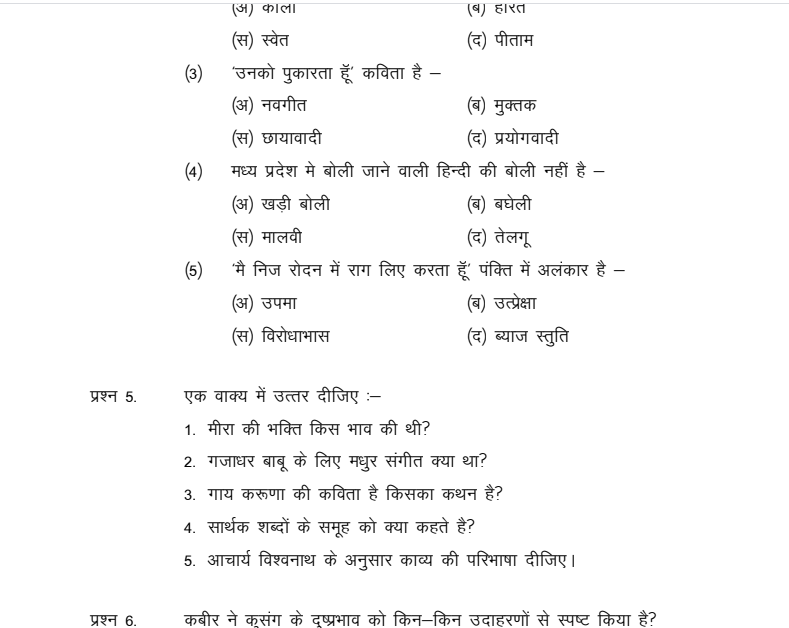 (अ) काला (ब) हरित
(स) स्वेत (द) पीताम
(3) ‘उनको पुकारता हूँ’ कविता है –
(अ) नवगीत (ब) मुक्तक
(स) छायावादी (द) प्रयोगवादी
(4) मध्य प्रदेश मे बोली जाने वाली हिन्दी की बोली नहीं है –
(अ) खड़ी बोली (ब) बघेली
(स) मालवी (द) तेलगू
(5) ‘मै निज रोदन में राग लिए करता हूँ’ पंक्ति में अलंकार है –
(अ) उपमा (ब) उत्प्रेक्षा
(स) विरोधाभास (द) ब्याज स्तुति
प्रश्न 5. एक वाक्य में उत्तर दीजिए :–
1. मीरा की भक्ति किस भाव की थी?
2. गजाधर बाबू के लिए मधुर संगीत क्या था?
3. गाय करूणा की कविता है किसका कथन है?
4. सार्थक शब्दों के समूह को क्या कहते है?
5. आचार्य विश्वनाथ के अनुसार काव्य की परिभाषा दीजिए।
प्रश्न 6. कबीर ने कुसंग के दुष्प्रभाव को किन–किन उदाहरणों से स्पष्ट किया है?